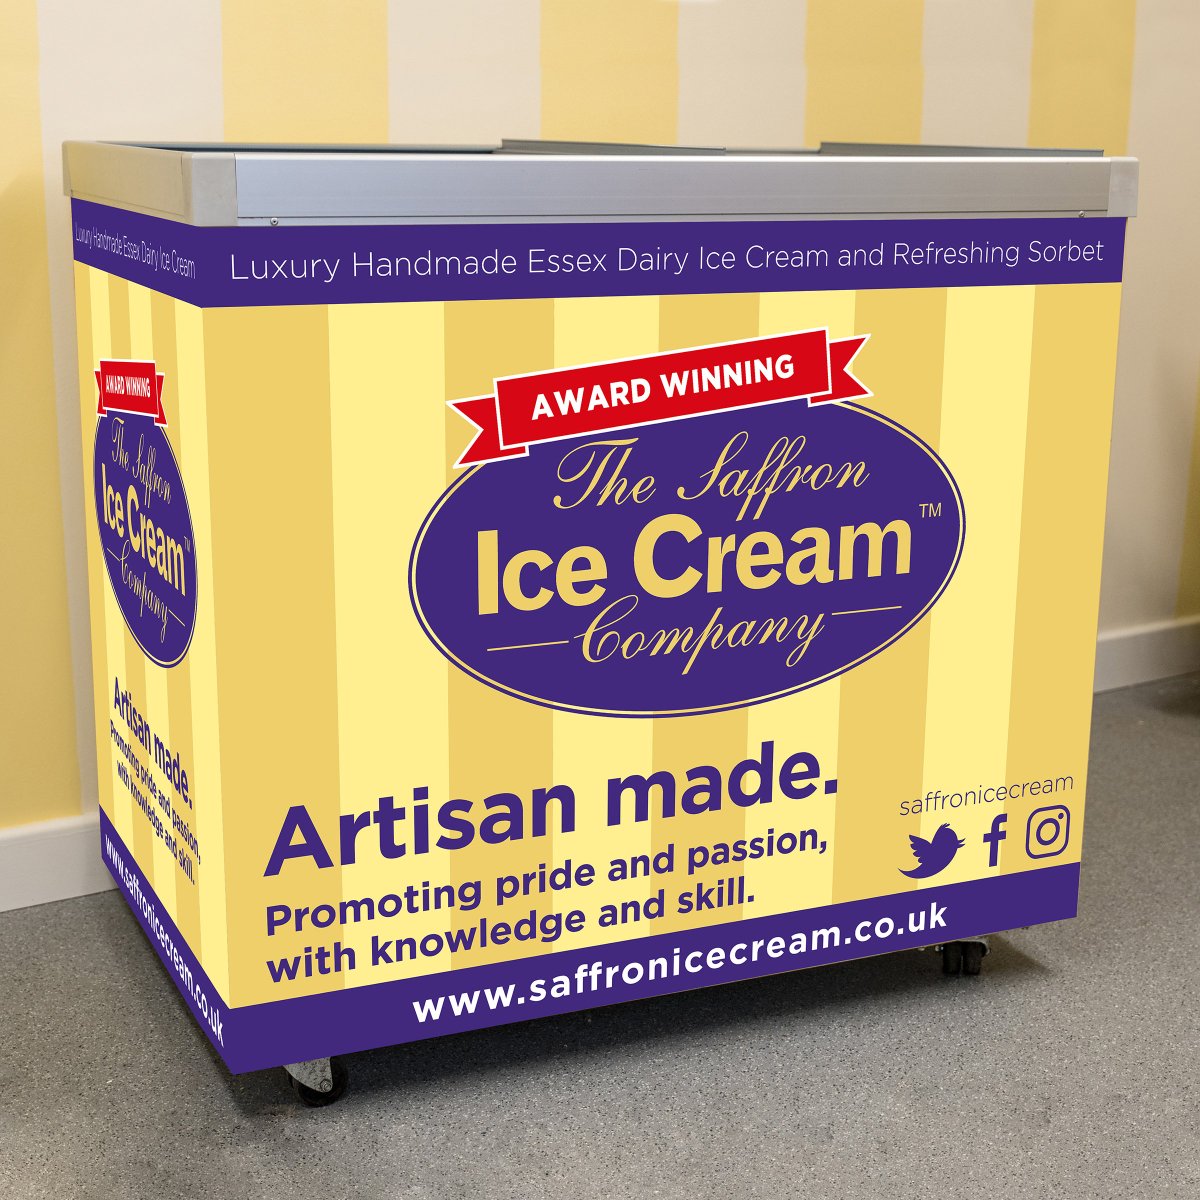 Luxury Handmade Essex Dairy Ice Cream
AWARD WINNING
The Saffron
Ice Cream™
Company
Artisan made.
Promoting pride and passion,
with knowledge and skill.
www.saffronicecream.co.uk
Luxury Handmade Essex Dairy Ice Cream and Refreshing Sorbet
AWARD WINNING
The Saffron
Ice Cream™
Company
Artisan made.
Promoting pride and passion,
with knowledge and skill.
saffronicecream
www.saffronicecream.co.uk